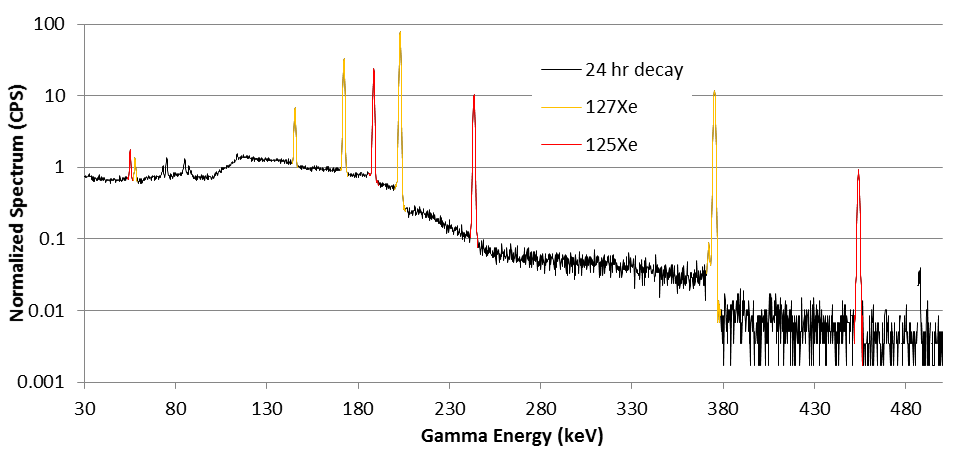 Normalized Spectrum (CPS)
100
10
1
0.1
0.01
0.001
24 hr decay
127Xe
125Xe
30 80 130 180 230 280 330 380 430 480
Gamma Energy (keV)